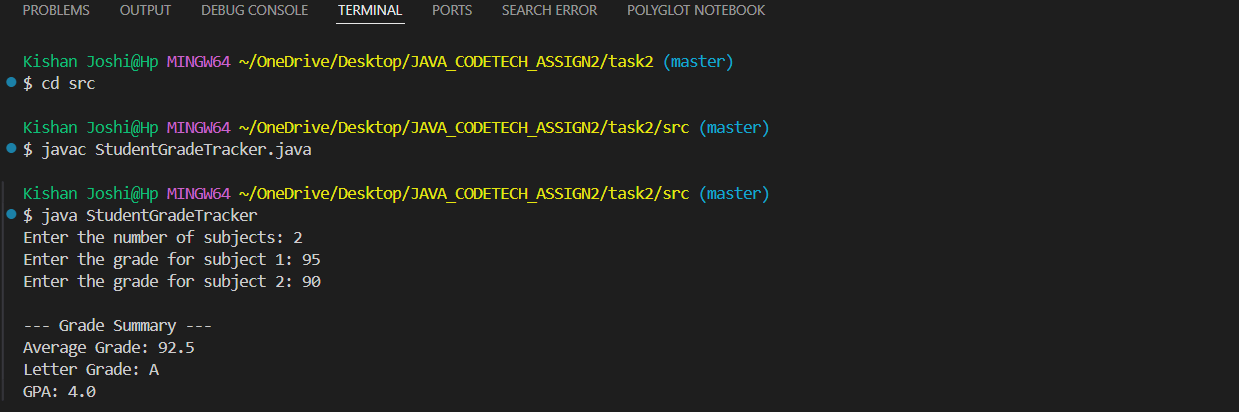 PROBLEMS OUTPUT DEBUG CONSOLE TERMINAL PORTS SEARCH ERROR POLYGLOT NOTEBOOK
Kishan Joshi@Hp MINGW64 ~/OneDrive/Desktop/JAVA_CODETECH_ASSIGN2/task2 (master)
$ cd src
Kishan Joshi@Hp MINGW64 ~/OneDrive/Desktop/JAVA_CODETECH_ASSIGN2/task2/src (master)
$ javac StudentGradeTracker.java
Kishan Joshi@Hp MINGW64 ~/OneDrive/Desktop/JAVA_CODETECH_ASSIGN2/task2/src (master)
$ java StudentGradeTracker
Enter the number of subjects: 2
Enter the grade for subject 1: 95
Enter the grade for subject 2: 90
--- Grade Summary ---
Average Grade: 92.5
Letter Grade: A
GPA: 4.0